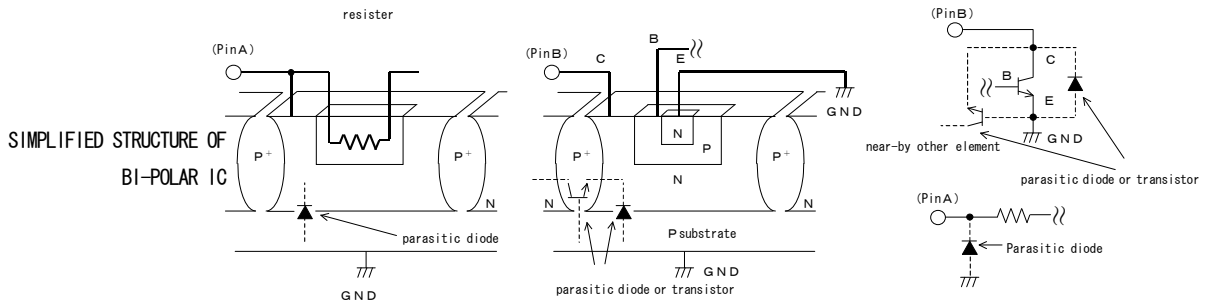 resister
(PinA)
SIMPLIFIED STRUCTURE OF
BI-POLAR IC
P+
P+
N
parasitic diode
GND
(PinB)
C
B
E
GND
N
P
N
P+
P+
N
N
P substrate
GND
parasitic diode or transistor
(PinB)
C
B
E
GND
near-by other element
parasitic diode or transistor
(PinA)
Parasitic diode